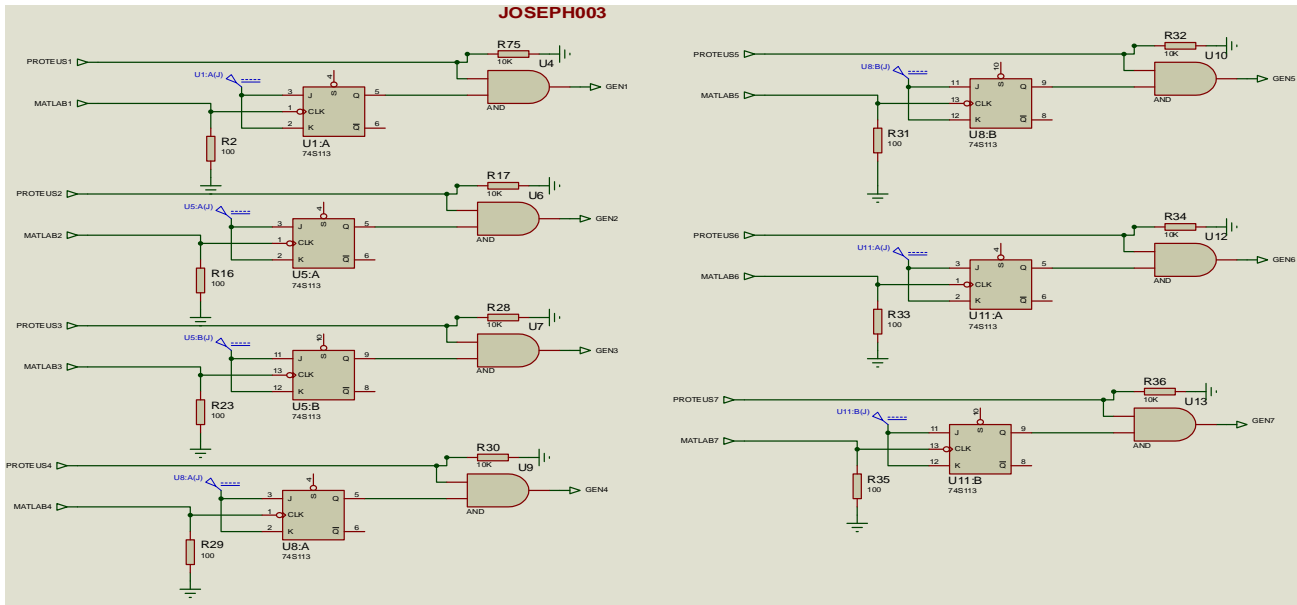 JOSEPH003
PROTEUS1
R75
10K
U4
U1:A(J)
MATLAB1
4
S
3
J
Q
5
1
CLK
2
K
Q
6
AND
GEN1
R2
100
U1:A
74S113
PROTEUS2
R17
10K
U6
U5:A(J)
MATLAB2
4
S
3
J
Q
5
1
CLK
2
K
Q
6
AND
GEN2
R16
100
U5:A
74S113
PROTEUS3
R28
10K
U7
U5:B(J)
MATLAB3
10
S
11
J
Q
9
13
CLK
12
K
Q
8
AND
GEN3
R23
100
U5:B
74S113
PROTEUS4
R30
10K
U9
U8:A(J)
MATLAB4
4
S
3
J
Q
5
1
CLK
2
K
Q
6
AND
GEN4
R29
100
U8:A
74S113
PROTEUS5
R32
10K
U10
U8:B(J)
MATLAB5
10
S
11
J
Q
9
13
CLK
12
K
Q
8
AND
GEN5
R31
100
U8:B
74S113
PROTEUS6
R34
10K
U12
U11:A(J)
MATLAB6
4
S
3
J
Q
5
1
CLK
2
K
Q
6
AND
GEN6
R33
100
U11:A
74S113
PROTEUS7
R36
10K
U13
U11:B(J)
MATLAB7
10
S
11
J
Q
9
13
CLK
12
K
Q
8
AND
GEN7
R35
100
U11:B
74S113